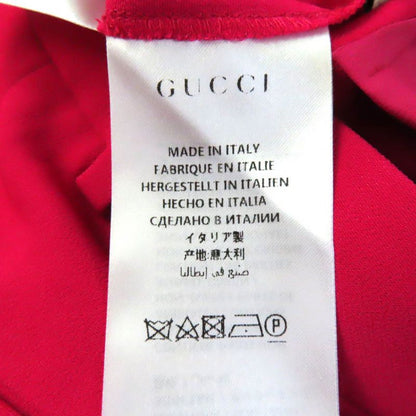 GUCCI
MADE IN ITALY
FABRIQUE EN ITALIE
HERGESTELLT IN ITALIEN
HECHO EN ITALIA
СДЕЛАНО В ИТАЛИИ
イタリア製
产地:意大利
صنع في إيطاليا
P